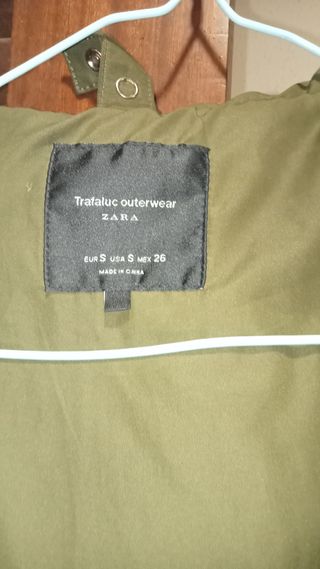 Trafaluc outerwear
ZARA
EUR S USA S MEX 26
MADE IN CHINA